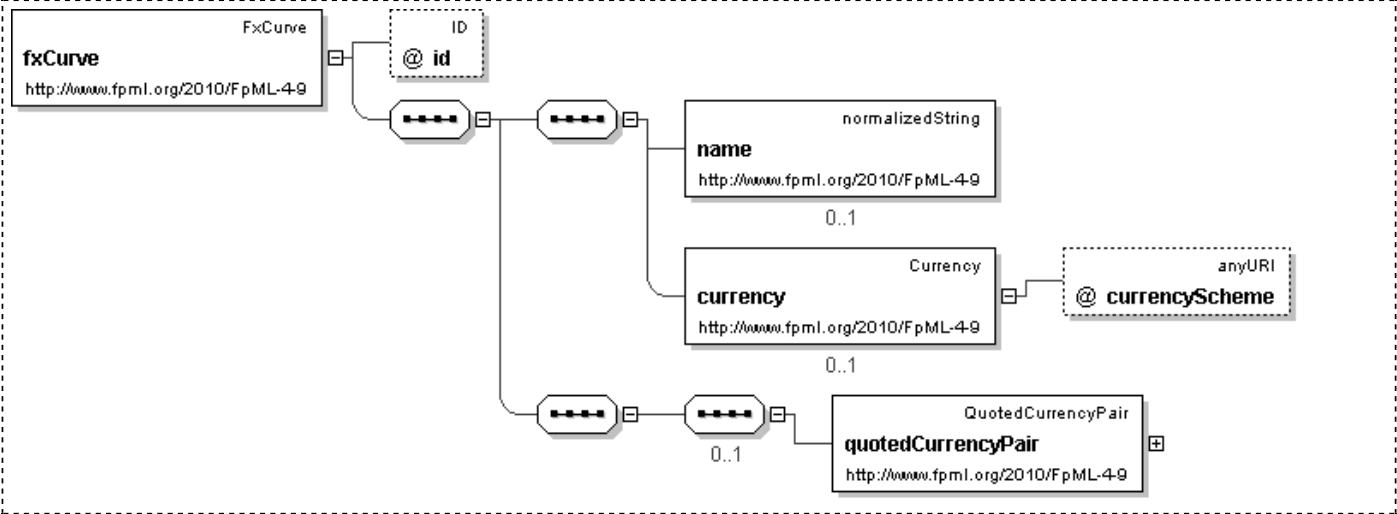 FxCurve
fxCurve
http://www.fpml.org/2010/FpML-4-9
ID
@ id
normalizedString
name
http://www.fpml.org/2010/FpML-4-9
0..1
Currency
currency
http://www.fpml.org/2010/FpML-4-9
0..1
anyURI
@ currencyScheme
0..1
QuotedCurrencyPair
quotedCurrencyPair
http://www.fpml.org/2010/FpML-4-9